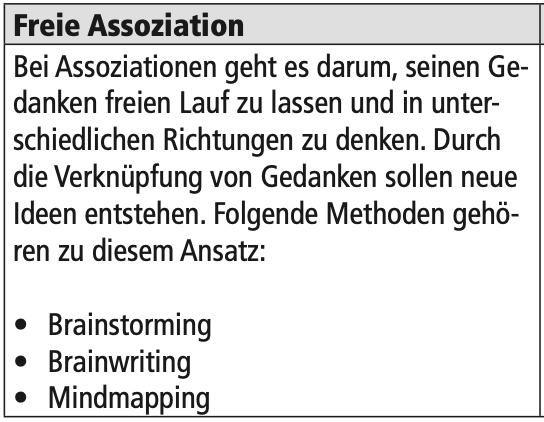 Freie Assoziation
Bei Assoziationen geht es darum, seinen Ge-
danken freien Lauf zu lassen und in unter-
schiedlichen Richtungen zu denken. Durch
die Verknüpfung von Gedanken sollen neue
Ideen entstehen. Folgende Methoden gehö-
ren zu diesem Ansatz:
• Brainstorming
• Brainwriting
• Mindmapping